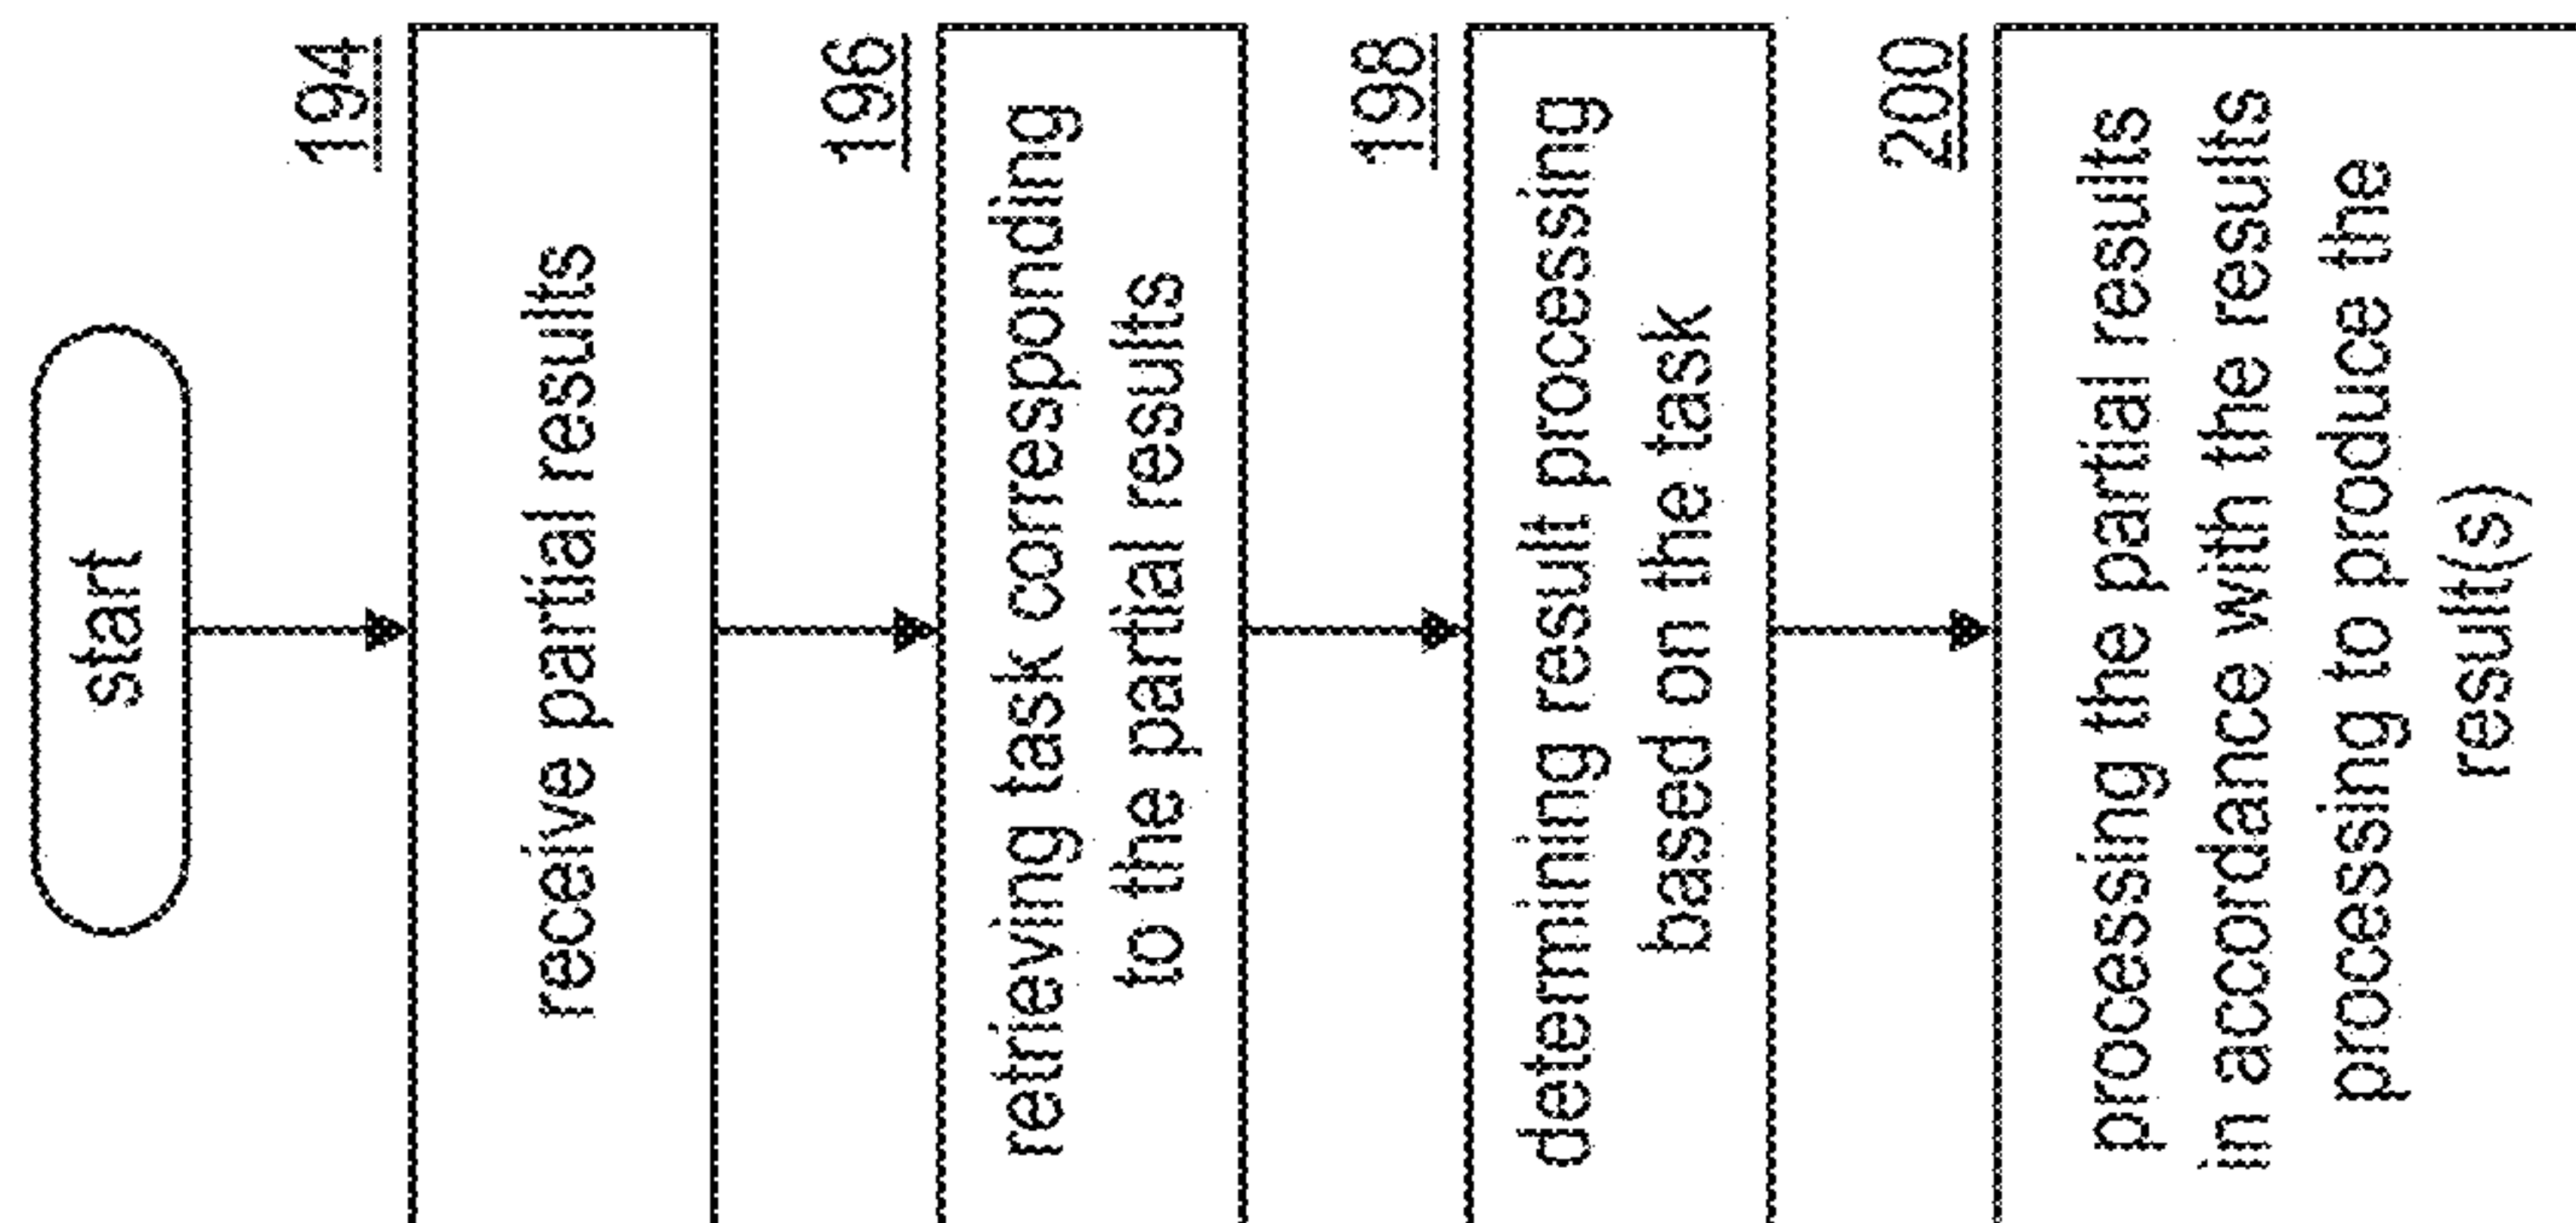 start
194
receive partial results
196
retrieving task corresponding
to the partial results
198
determining result processing
based on the task
200
processing the partial results
in accordance with the results
processing to produce the
result(s)